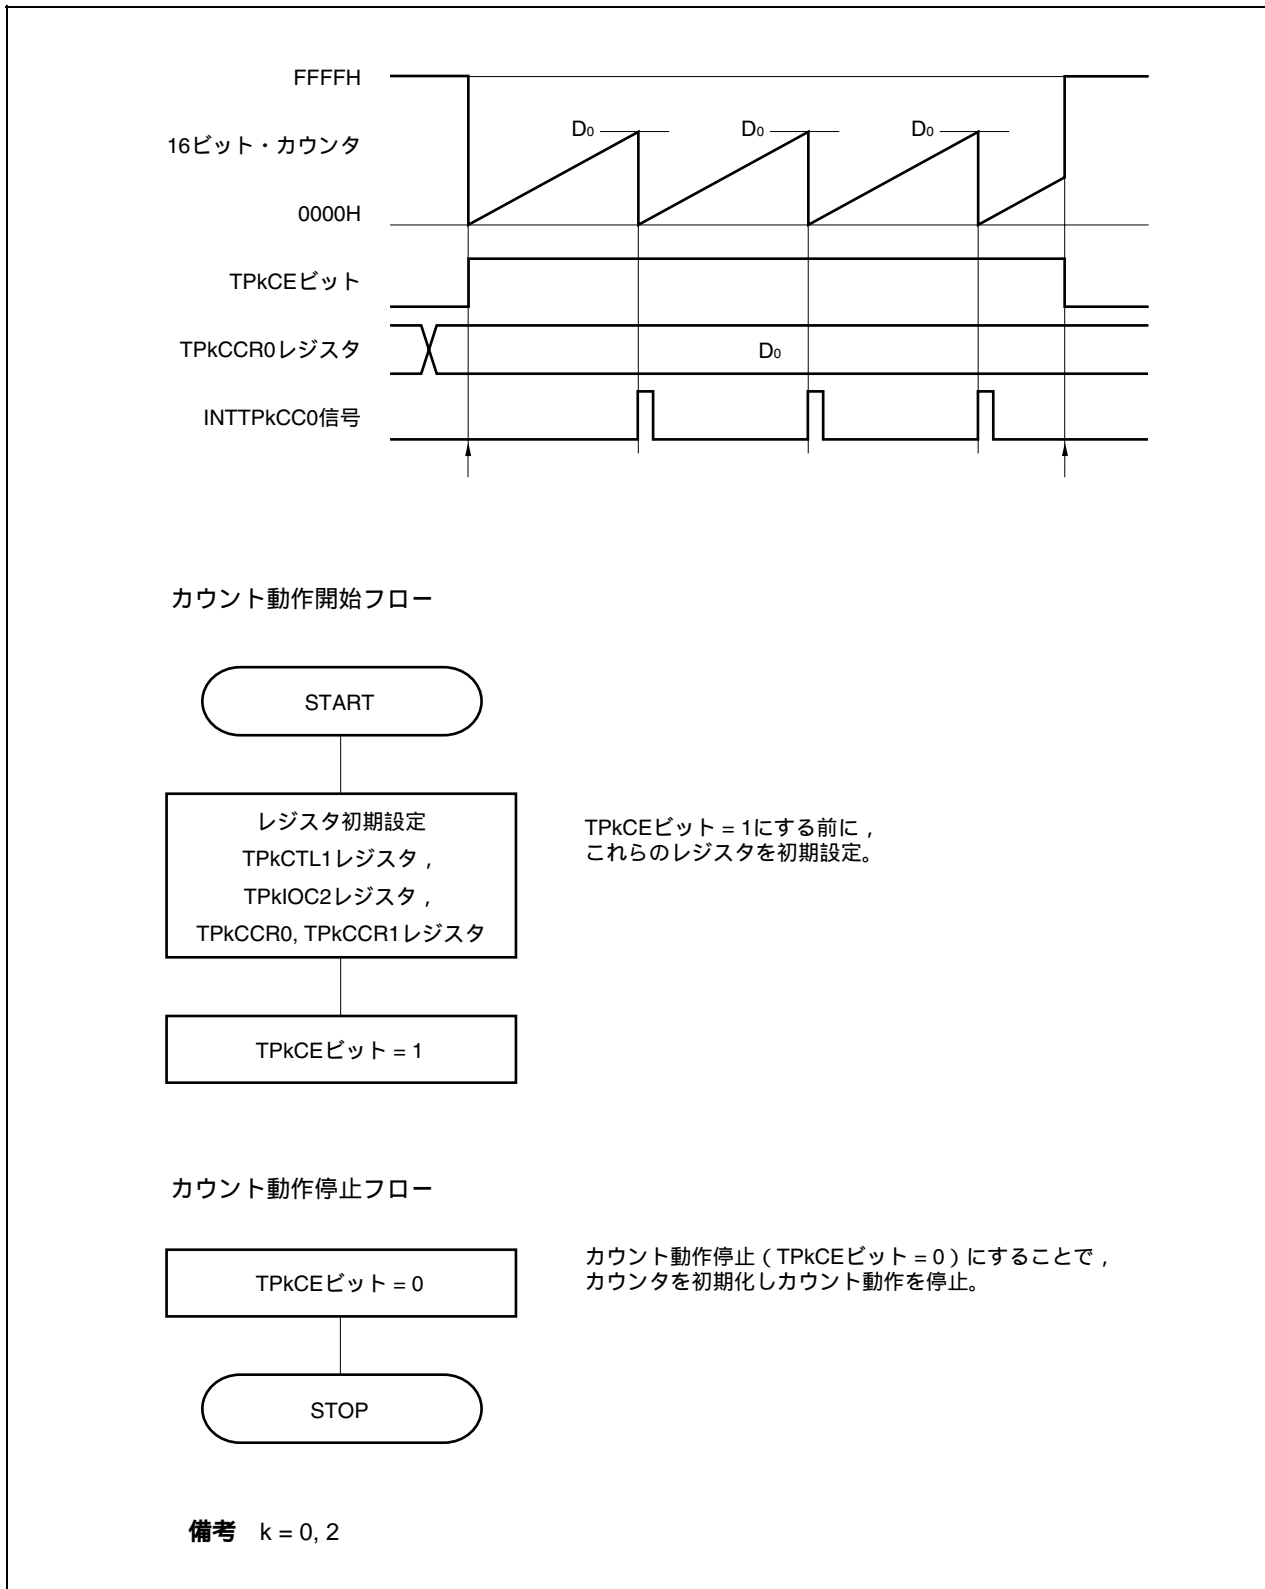 FFFFH
D₀ D₀ D₀
16ビット・カウンタ
0000H
TPkCEビット
TPkCCR0レジスタ
D₀
INTTPkCC0信号
カウント動作開始フロー
START
レジスタ初期設定
TPkCTL1レジスタ，
TPkIOC2レジスタ，
TPkCCR0, TPkCCR1レジスタ
TPkCEビット = 1にする前に，
これらのレジスタを初期設定。
TPkCEビット = 1
カウント動作停止フロー
TPkCEビット = 0
カウント動作停止（TPkCEビット = 0）にすることで，
カウンタを初期化しカウント動作を停止。
STOP
備考 k = 0, 2